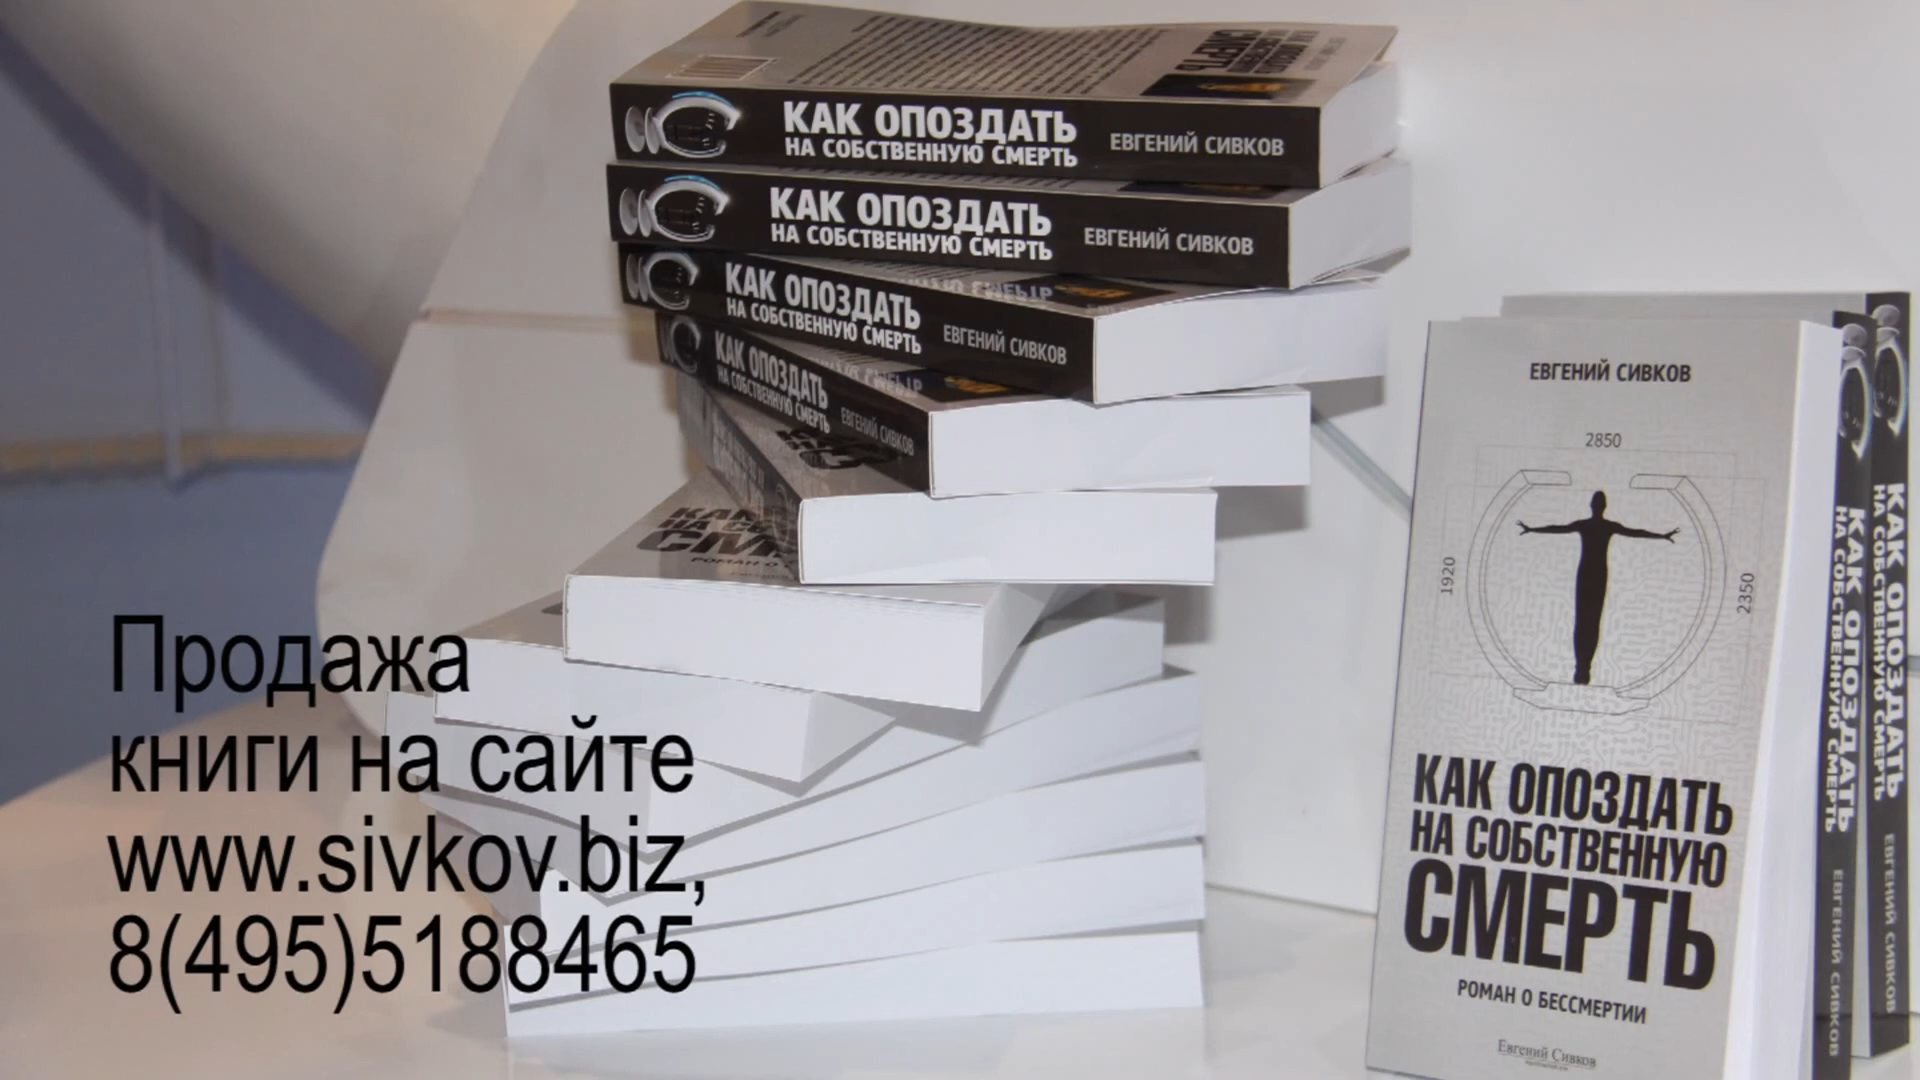 КАК ОПОЗДАТЬ
НА СОБСТВЕННУЮ СМЕРТЬ
ЕВГЕНИЙ СИВКОВ
КАК ОПОЗДАТЬ
НА СОБСТВЕННУЮ СМЕРТЬ
ЕВГЕНИЙ СИВКОВ
КАК ОПОЗДАТЬ
НА СОБСТВЕННУЮ СМЕРТЬ
ЕВГЕНИЙ СИВКОВ
КАК ОПОЗДАТЬ
НА СОБСТВЕННУЮ СМЕРТЬ
ЕВГЕНИЙ СИВКОВ
Продажа
книги на сайте
www.sivkov.biz,
8(495)5188465
ЕВГЕНИЙ СИВКОВ
2850
1920
2350
КАК ОПОЗДАТЬ
НА СОБСТВЕННУЮ
СМЕРТЬ
РОМАН О БЕССМЕРТИИ
Евгений Сивков
КАК ОПОЗДАТЬ
НА СОБСТВЕННУЮ СМЕРТЬ
ЕВГЕНИЙ СИВКОВ
КАК ОПОЗДАТЬ
НА СОБСТВЕННУЮ СМЕРТЬ
ЕВГЕНИЙ СИВКОВ